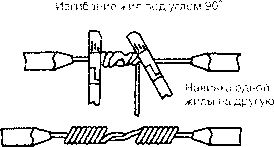 Изгибание жил под углом 90°
Навивка одной
жилы на другую